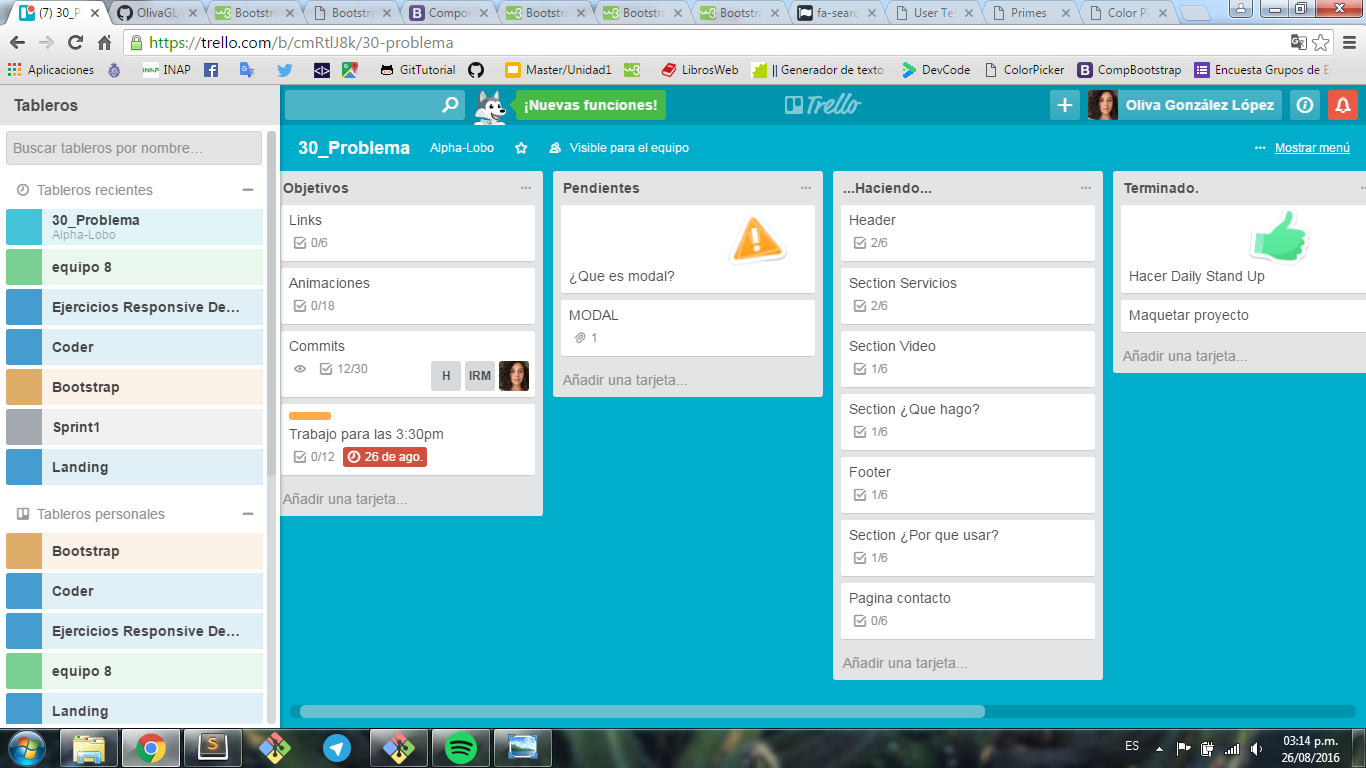 (7) 30_P
OlivaGL
Bootstr
Bootstr
Compor
Bootstr
Bootstr
Bootstr
fa-searc
User Te
Primes
Color Pi
https://trello.com/b/cmRtlJ8k/30-problema
Aplicaciones
INAP
INAP
GitTutorial
Master/Unidad1
LibrosWeb
|| Generador de texto
DevCode
ColorPicker
CompBootstrap
Encuesta Grupos de E
Tableros
¡Nuevas funciones!
Trello
Oliva González López
Buscar tableros por nombre...
30_Problema
Alpha-Lobo
Visible para el equipo
Mostrar menú
Tableros recientes
30_Problema
Alpha-Lobo
equipo 8
Ejercicios Responsive De...
Coder
Bootstrap
Sprint1
Landing
Tableros personales
Bootstrap
Coder
Ejercicios Responsive De...
equipo 8
Landing
Objetivos
Links
0/6
Animaciones
0/18
Commits
12/30
H
IRM
Trabajo para las 3:30pm
0/12
26 de ago.
Añadir una tarjeta...
Pendientes
¿Que es modal?
MODAL
1
Añadir una tarjeta...
...Haciendo...
Header
2/6
Section Servicios
2/6
Section Video
1/6
Section ¿Que hago?
1/6
Footer
1/6
Section ¿Por que usar?
1/6
Pagina contacto
0/6
Añadir una tarjeta...
Terminado.
Hacer Daily Stand Up
Maquetar proyecto
Añadir una tarjeta...
ES
03:14 p.m.
26/08/2016